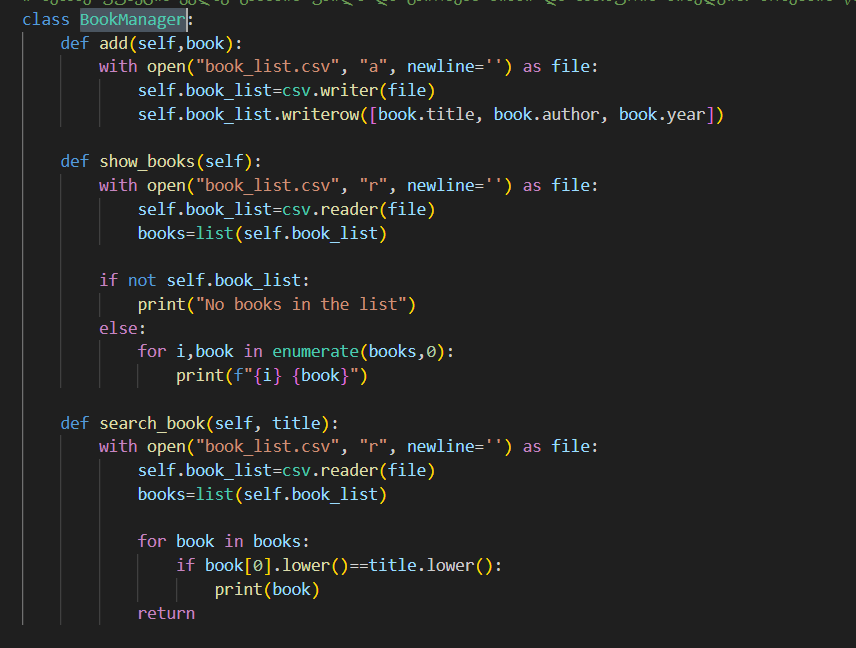 class BookManager:
    def add(self,book):
        with open("book_list.csv", "a", newline='') as file:
            self.book_list=csv.writer(file)
            self.book_list.writerow([book.title, book.author, book.year])
    def show_books(self):
        with open("book_list.csv", "r", newline='') as file:
            self.book_list=csv.reader(file)
            books=list(self.book_list)
        if not self.book_list:
            print("No books in the list")
        else:
            for i,book in enumerate(books,0):
                print(f"{i} {book}")
    def search_book(self, title):
        with open("book_list.csv", "r", newline='') as file:
            self.book_list=csv.reader(file)
            books=list(self.book_list)
            for book in books:
                if book[0].lower()==title.lower():
                    print(book)
            return